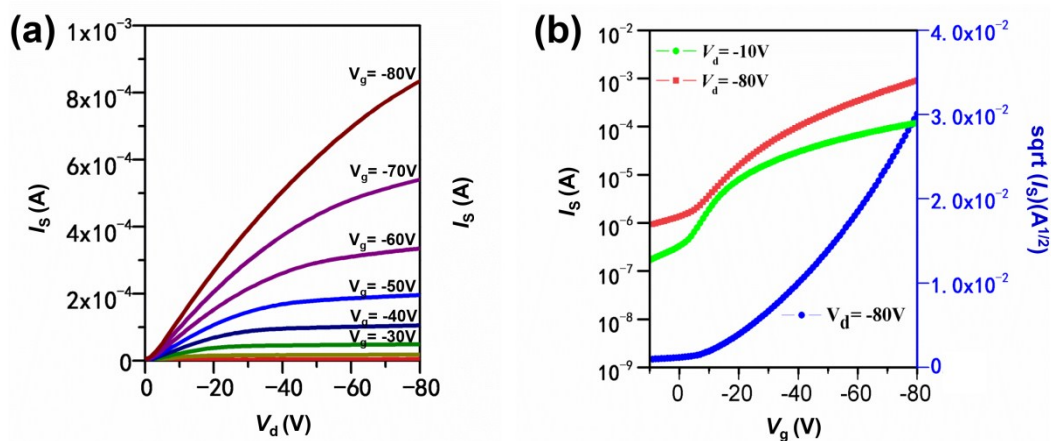 (a)
1x10⁻³
8x10⁻⁴
6x10⁻⁴
4x10⁻⁴
2x10⁻⁴
0
I_S (A)
V_g= -80V
V_g= -70V
V_g= -60V
V_g= -50V
V_g= -40V
V_g= -30V
0 -20 -40 -60 -80
V_d (V)
I_S (A)
(b)
10⁻²
10⁻³
10⁻⁴
10⁻⁵
10⁻⁶
10⁻⁷
10⁻⁸
10⁻⁹
I_S (A)
V_d= -10V
V_d= -80V
V_d= -80V
0 -20 -40 -60 -80
V_g (V)
4.0x10⁻²
3.0x10⁻²
2.0x10⁻²
1.0x10⁻²
0
sqrt (I_S)(A^1/2)